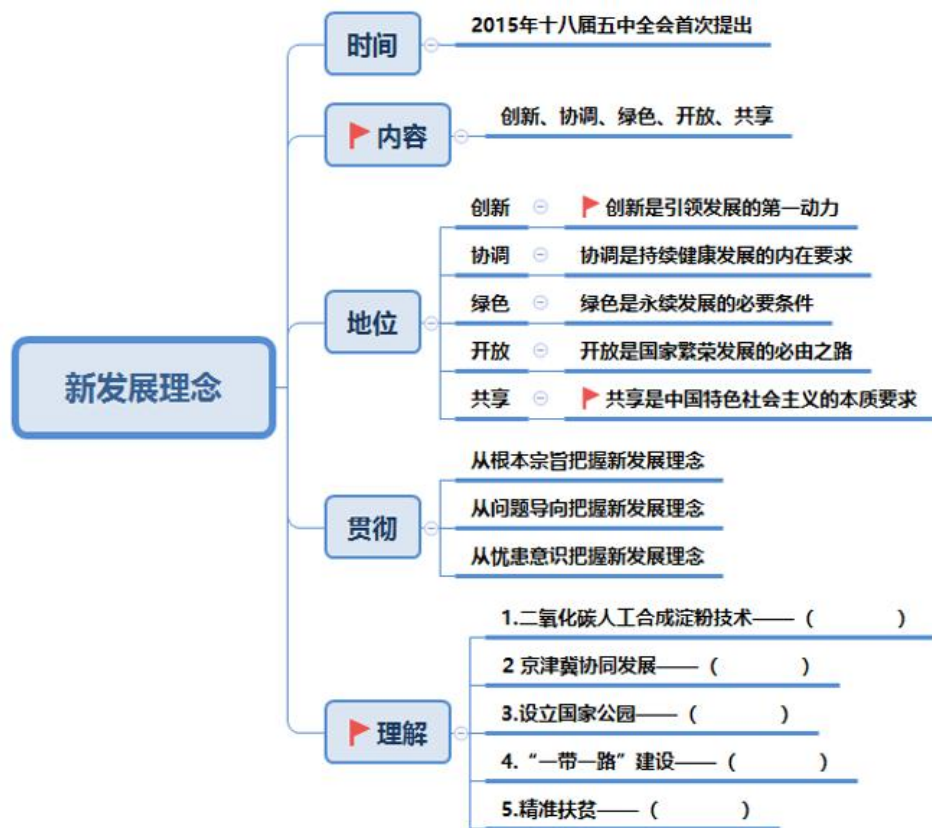 新发展理念
时间
2015年十八届五中全会首次提出
内容
创新、协调、绿色、开放、共享
地位
创新
创新是引领发展的第一动力
协调
协调是持续健康发展的内在要求
绿色
绿色是永续发展的必要条件
开放
开放是国家繁荣发展的必由之路
共享
共享是中国特色社会主义的本质要求
贯彻
从根本宗旨把握新发展理念
从问题导向把握新发展理念
从忧患意识把握新发展理念
理解
1.二氧化碳人工合成淀粉技术——（          ）
2 京津冀协同发展——（          ）
3.设立国家公园——（          ）
4.“一带一路”建设——（          ）
5.精准扶贫——（          ）